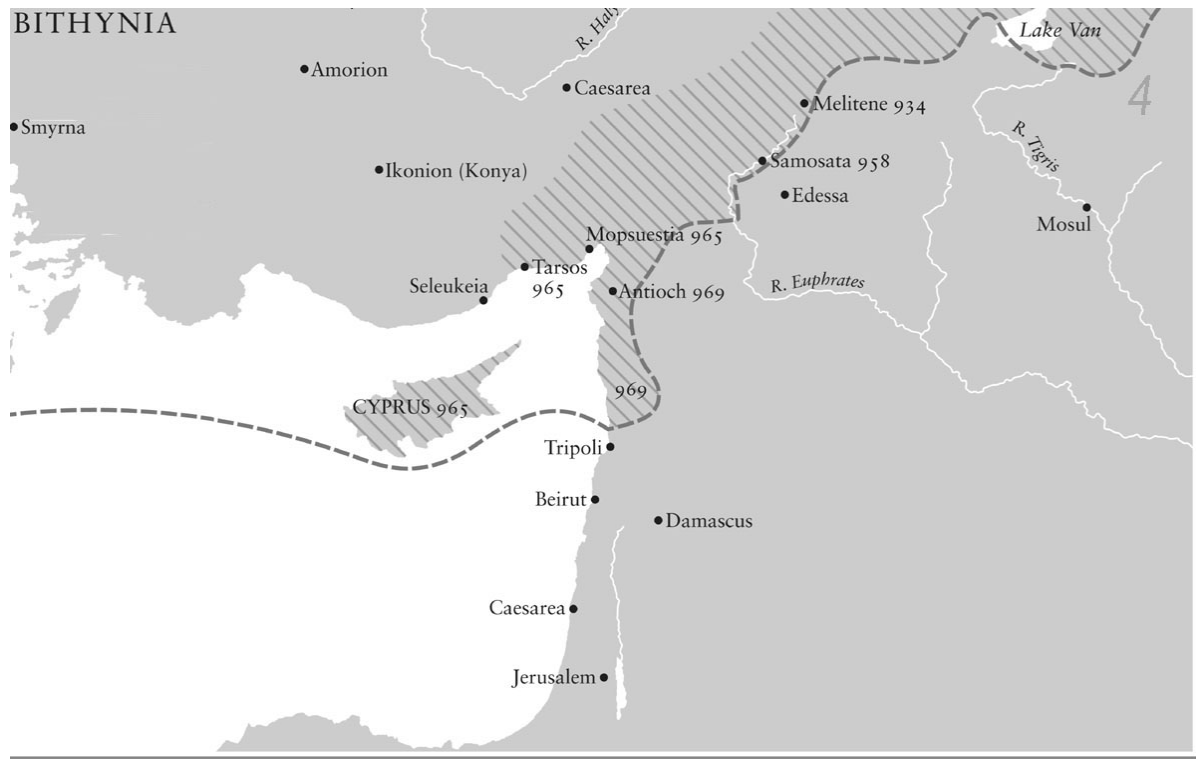 BITHYNIA
R. Haly
Lake Van
Amorion
Caesarea
4
Melitene 934
Smyrna
R. Tigris
Samosata 958
Ikonion (Konya)
Edessa
Mosul
Mopsuestia 965
Tarsos
965
Seleukeia
R. Euphrates
Antioch 969
969
CYPRUS 965
Tripoli
Beirut
Damascus
Caesarea
Jerusalem